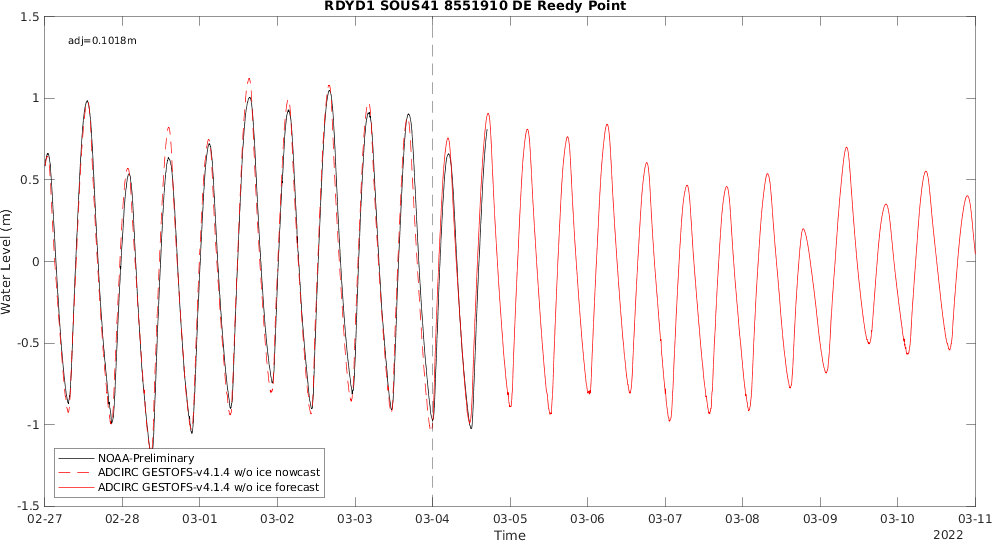 RDYD1 SOUS41 8551910 DE Reedy Point
1.5
adj=0.1018m
1
0.5
0
-0.5
-1
-1.5
Water Level (m)
NOAA-Preliminary
ADCIRC GESTOFS-v4.1.4 w/o ice nowcast
ADCIRC GESTOFS-v4.1.4 w/o ice forecast
02-27 02-28 03-01 03-02 03-03 03-04 03-05 03-06 03-07 03-08 03-09 03-10 03-11
Time
2022